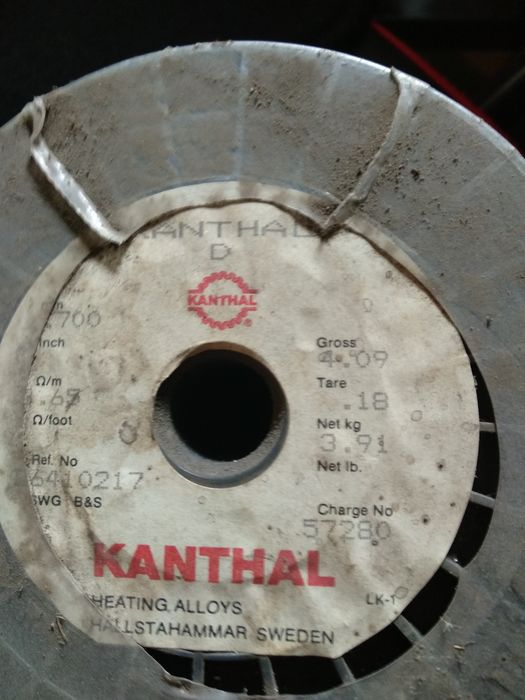 KANTHAL
D
KANTHAL
®
.700
Inch
Gross
4.09
Ω/m
Tare
.18
Ω/foot
Net kg
3.91
Ref. No
Net lb.
6410217
SWG B&S
Charge No
57280
KANTHAL
HEATING ALLOYS
LK-1
HALLSTAHAMMAR SWEDEN